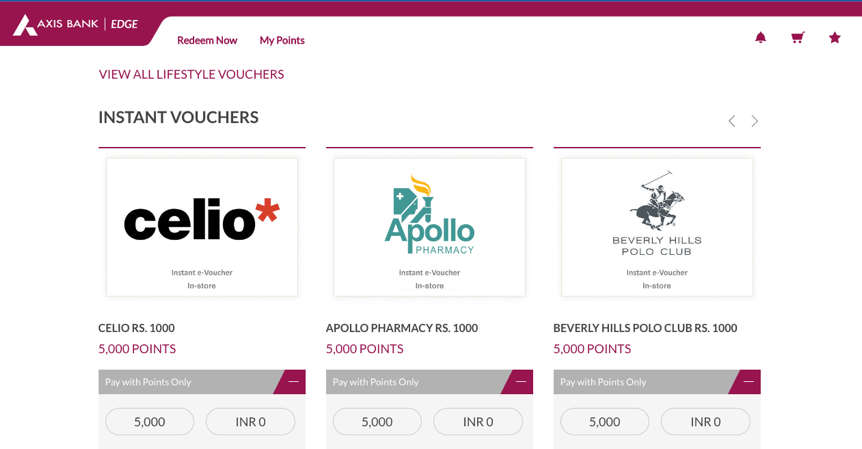 AXIS BANK | EDGE
Redeem Now My Points
VIEW ALL LIFESTYLE VOUCHERS
INSTANT VOUCHERS
celio*
Instant e-Voucher
In-store
CELIO RS. 1000
5,000 POINTS
Pay with Points Only
5,000 INR 0
Apollo
PHARMACY
Instant e-Voucher
In-store
APOLLO PHARMACY RS. 1000
5,000 POINTS
Pay with Points Only
5,000 INR 0
BEVERLY HILLS
POLO CLUB
Instant e-Voucher
In-store
BEVERLY HILLS POLO CLUB RS. 1000
5,000 POINTS
Pay with Points Only
5,000 INR 0